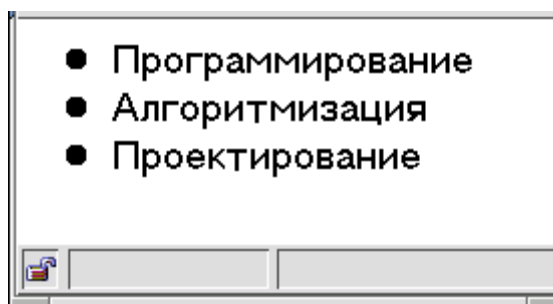 Программирование
Алгоритмизация
Проектирование